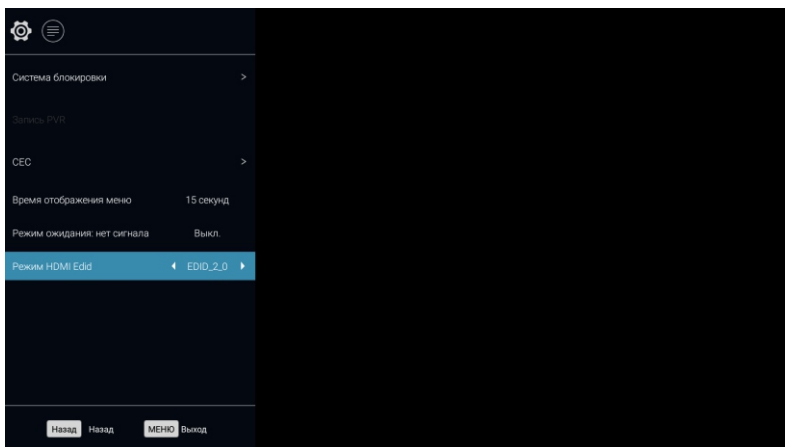 Система блокировки >
Запись PVR
CEC >
Время отображения меню 15 секунд
Режим ожидания: нет сигнала Выкл.
Режим HDMI Edid EDID_2_0
Назад Назад МЕНЮ Выход